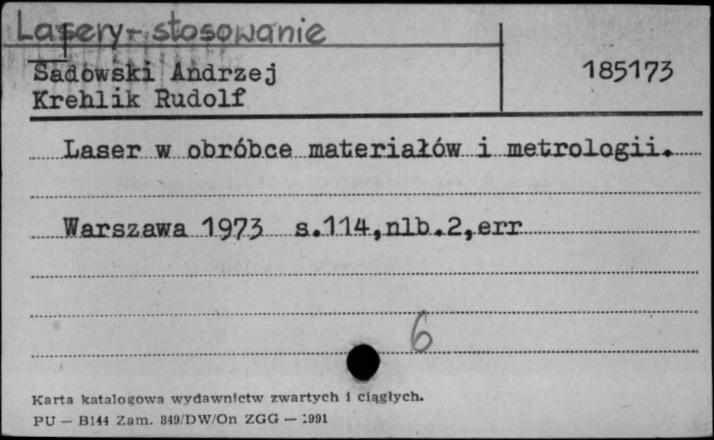 Lasery - stosowanie
Sadowski Andrzej
185173
Krehlik Rudolf
Laser w obróbce materiałów i metrologii.
Warszawa 1973 s.114,nlb.2,err
6
Karta katalogowa wydawnictw zwartych i ciągłych.
PU — B144 Zam. 849/DW/On ZGG — 1991